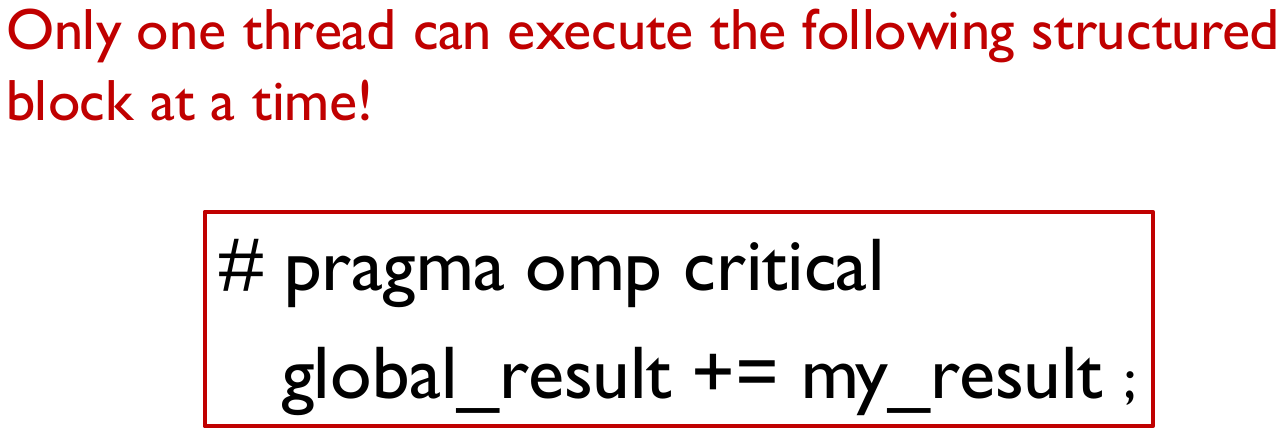 Only one thread can execute the following structured
block at a time!
# pragma omp critical
global_result += my_result ;